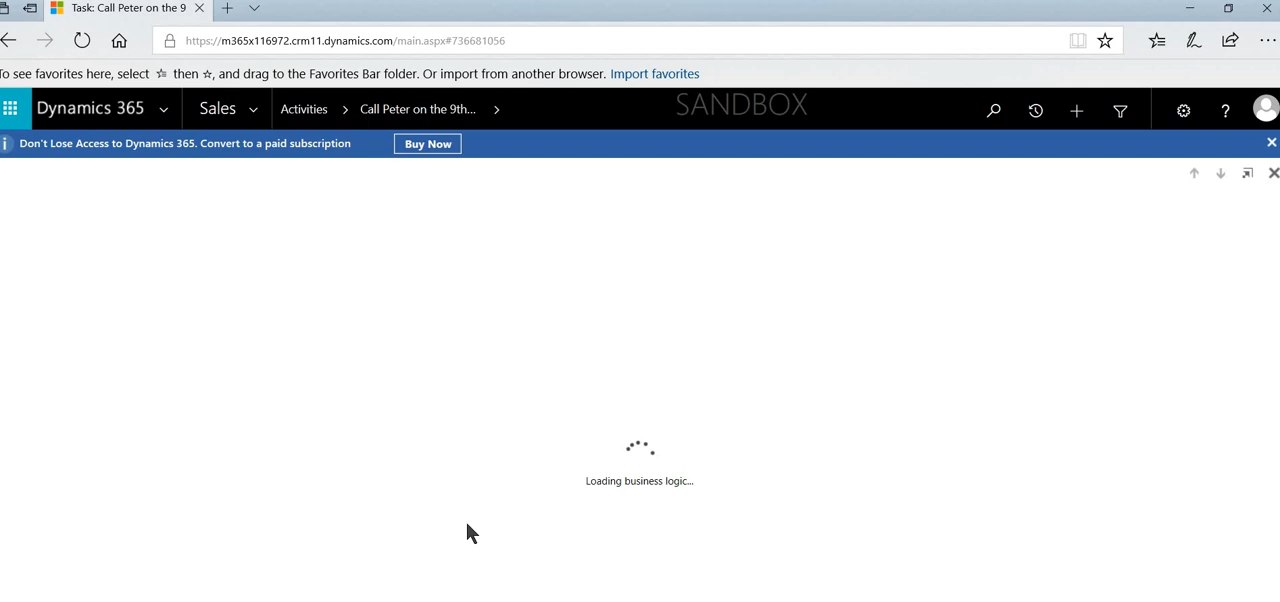 Task: Call Peter on the 9
https://m365x116972.crm11.dynamics.com/main.aspx#736681056
To see favorites here, select ☆ then ☆, and drag to the Favorites Bar folder. Or import from another browser. Import favorites
Dynamics 365 Sales Activities > Call Peter on the 9th... > SANDBOX ?
Don't Lose Access to Dynamics 365. Convert to a paid subscription Buy Now
Loading business logic...